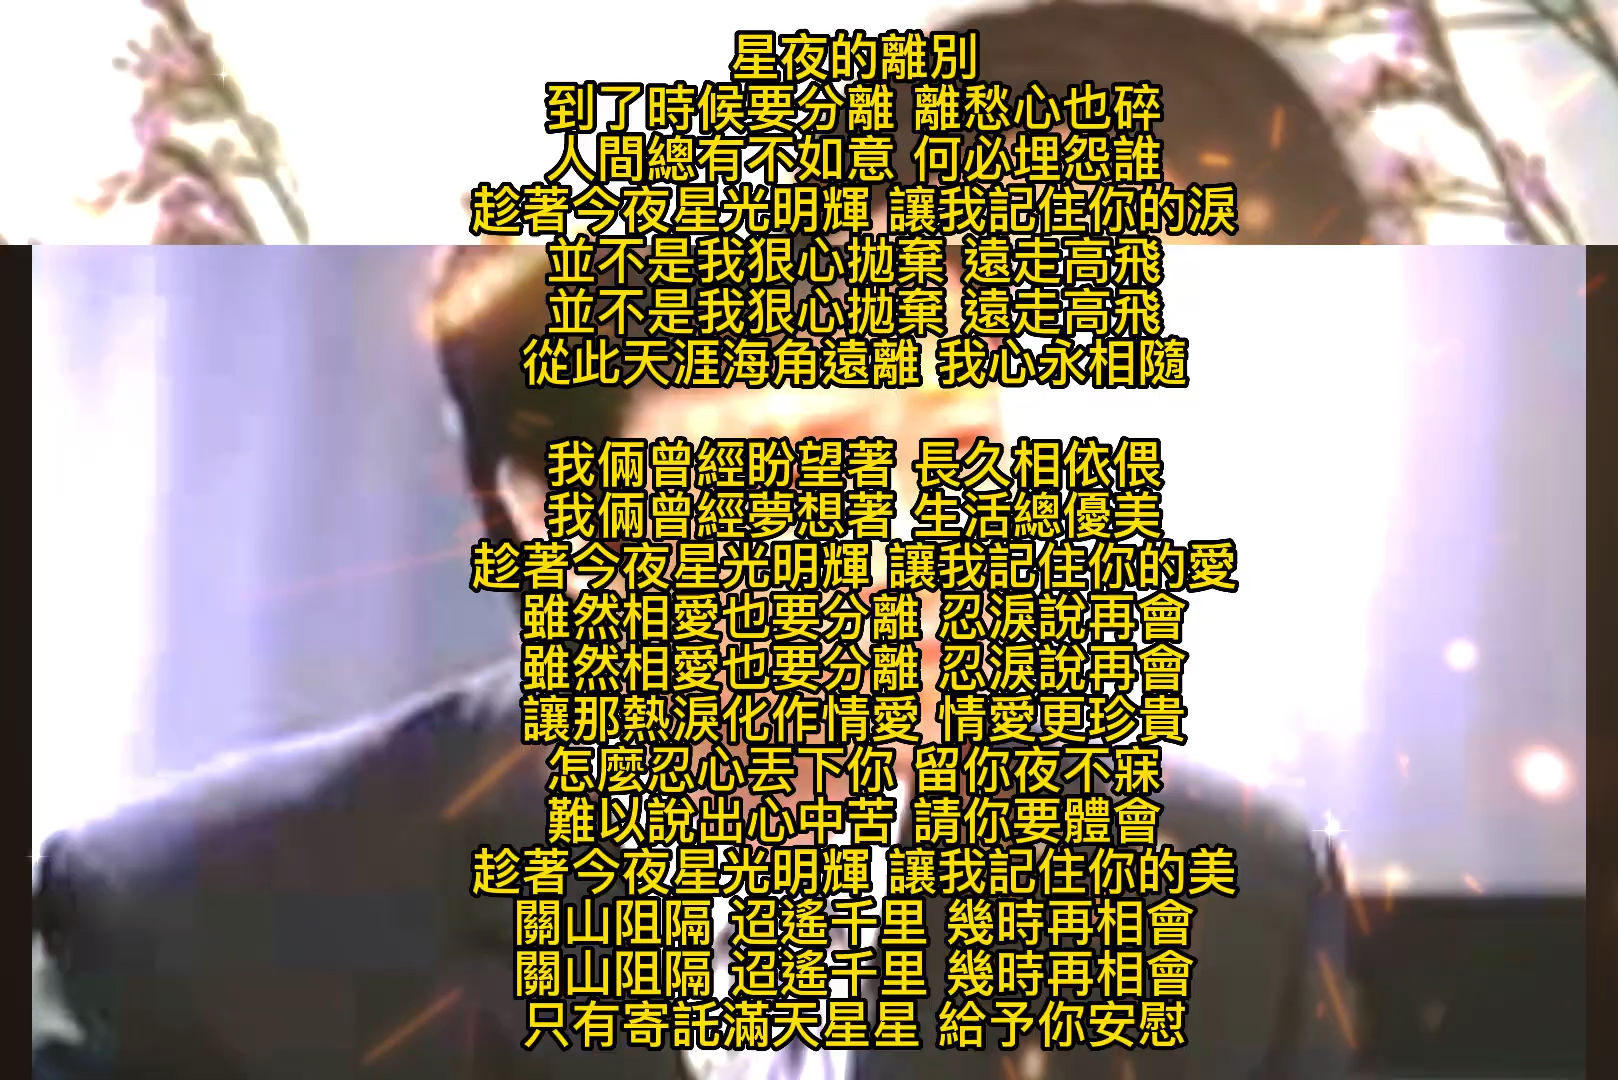 星夜的離別
到了時候要分離 離愁心也碎
人間總有不如意 何必埋怨誰
趁著今夜星光明輝 讓我記住你的淚
並不是我狠心拋棄 遠走高飛
並不是我狠心拋棄 遠走高飛
從此天涯海角遠離 我心永相隨
我倆曾經盼望著 長久相依偎
我倆曾經夢想著 生活總優美
趁著今夜星光明輝 讓我記住你的愛
雖然相愛也要分離 忍淚說再會
雖然相愛也要分離 忍淚說再會
讓那熱淚化作情愛 情愛更珍貴
怎麼忍心丟下你 留你夜不寐
難以說出心中苦 請你要體會
趁著今夜星光明輝 讓我記住你的美
關山阻隔 迢遙千里 幾時再相會
關山阻隔 迢遙千里 幾時再相會
只有寄託滿天星星 給予你安慰